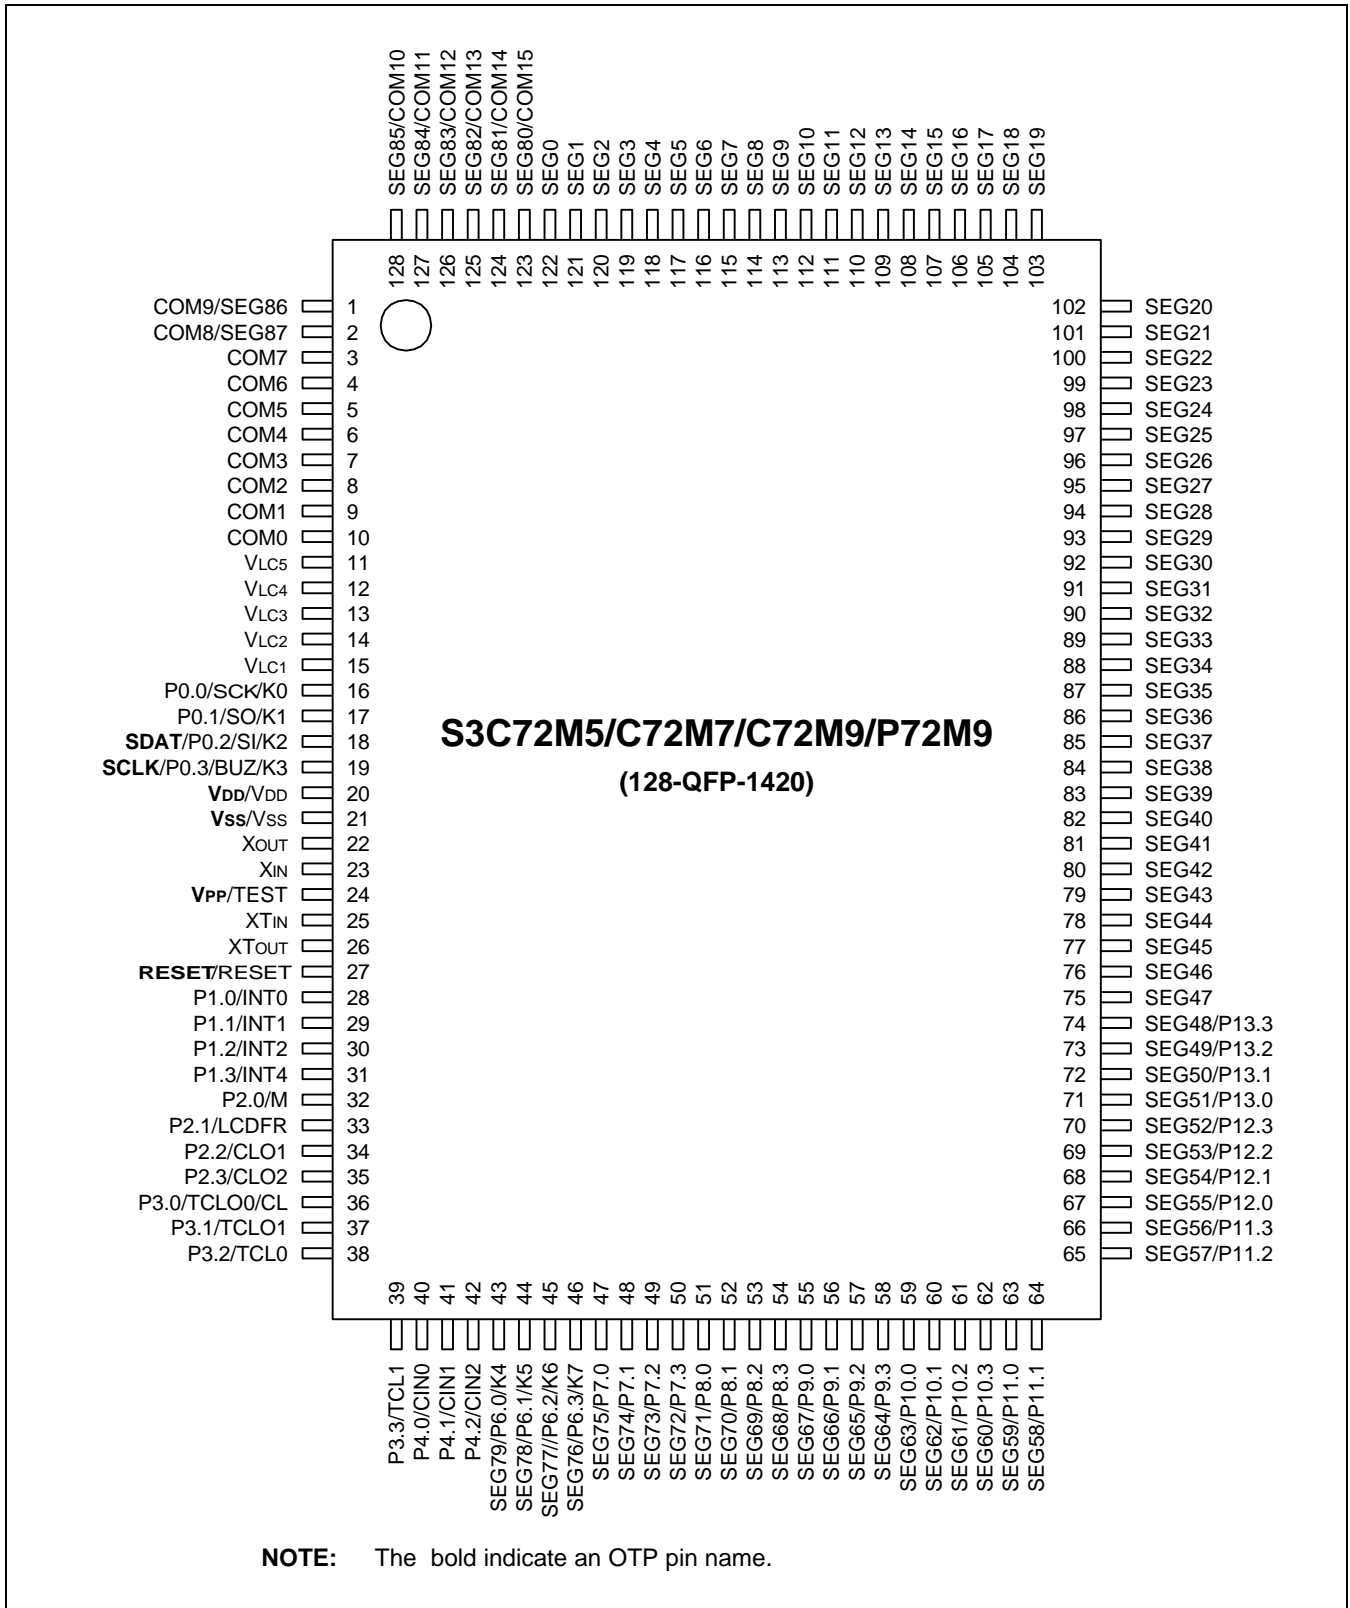 SEG85/COM10
SEG84/COM11
SEG83/COM12
SEG82/COM13
SEG81/COM14
SEG80/COM15
SEG0
SEG1
SEG2
SEG3
SEG4
SEG5
SEG6
SEG7
SEG8
SEG9
SEG10
SEG11
SEG12
SEG13
SEG14
SEG15
SEG16
SEG17
SEG18
SEG19
128
127
126
125
124
123
122
121
120
119
118
117
116
115
114
113
112
111
110
109
108
107
106
105
104
103
COM9/SEG86 1
COM8/SEG87 2
COM7 3
COM6 4
COM5 5
COM4 6
COM3 7
COM2 8
COM1 9
COM0 10
VLC5 11
VLC4 12
VLC3 13
VLC2 14
VLC1 15
P0.0/SCK/K0 16
P0.1/SO/K1 17
SDAT/P0.2/SI/K2 18
SCLK/P0.3/BUZ/K3 19
VDD/VDD 20
VSS/VSS 21
XOUT 22
XIN 23
VPP/TEST 24
XTIN 25
XTOUT 26
RESET/RESET 27
P1.0/INT0 28
P1.1/INT1 29
P1.2/INT2 30
P1.3/INT4 31
P2.0/M 32
P2.1/LCDFR 33
P2.2/CLO1 34
P2.3/CLO2 35
P3.0/TCLO0/CL 36
P3.1/TCLO1 37
P3.2/TCL0 38
S3C72M5/C72M7/C72M9/P72M9
(128-QFP-1420)
102 SEG20
101 SEG21
100 SEG22
99 SEG23
98 SEG24
97 SEG25
96 SEG26
95 SEG27
94 SEG28
93 SEG29
92 SEG30
91 SEG31
90 SEG32
89 SEG33
88 SEG34
87 SEG35
86 SEG36
85 SEG37
84 SEG38
83 SEG39
82 SEG40
81 SEG41
80 SEG42
79 SEG43
78 SEG44
77 SEG45
76 SEG46
75 SEG47
74 SEG48/P13.3
73 SEG49/P13.2
72 SEG50/P13.1
71 SEG51/P13.0
70 SEG52/P12.3
69 SEG53/P12.2
68 SEG54/P12.1
67 SEG55/P12.0
66 SEG56/P11.3
65 SEG57/P11.2
39
40
41
42
43
44
45
46
47
48
49
50
51
52
53
54
55
56
57
58
59
60
61
62
63
64
P3.3/TCL1
P4.0/CIN0
P4.1/CIN1
P4.2/CIN2
SEG79/P6.0/K4
SEG78/P6.1/K5
SEG77//P6.2/K6
SEG76/P6.3/K7
SEG75/P7.0
SEG74/P7.1
SEG73/P7.2
SEG72/P7.3
SEG71/P8.0
SEG70/P8.1
SEG69/P8.2
SEG68/P8.3
SEG67/P9.0
SEG66/P9.1
SEG65/P9.2
SEG64/P9.3
SEG63/P10.0
SEG62/P10.1
SEG61/P10.2
SEG60/P10.3
SEG59/P11.0
SEG58/P11.1
NOTE: The bold indicate an OTP pin name.